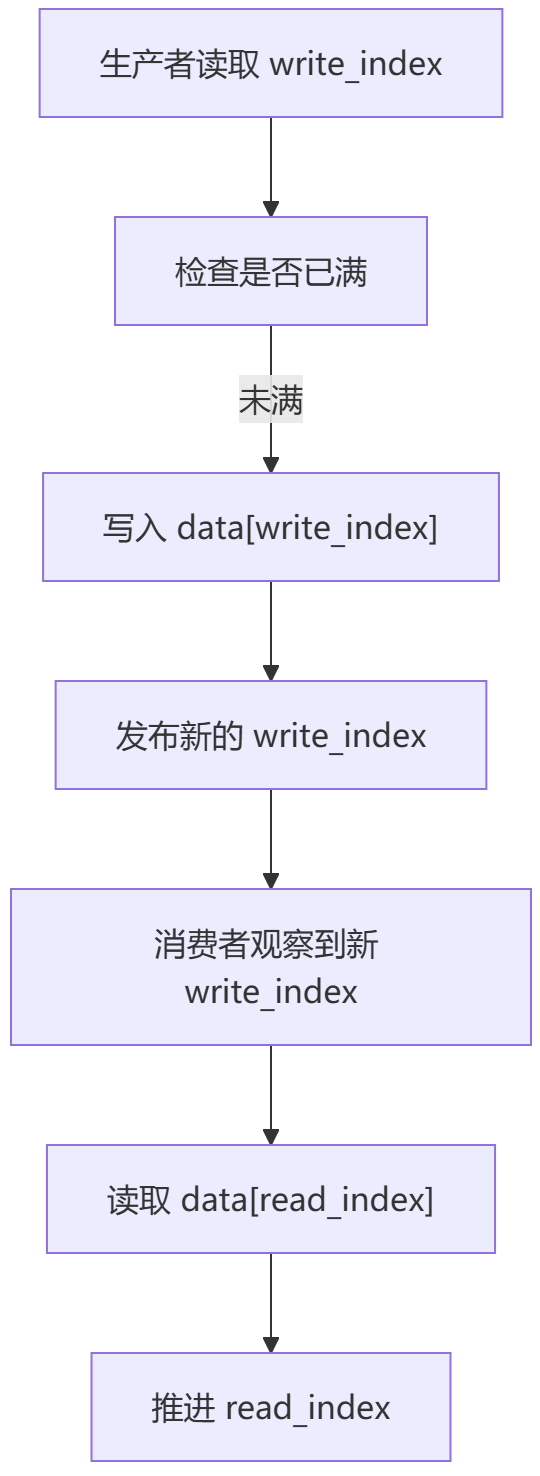 生产者读取 write_index
检查是否已满
未满
写入 data[write_index]
发布新的 write_index
消费者观察到新
write_index
读取 data[read_index]
推进 read_index